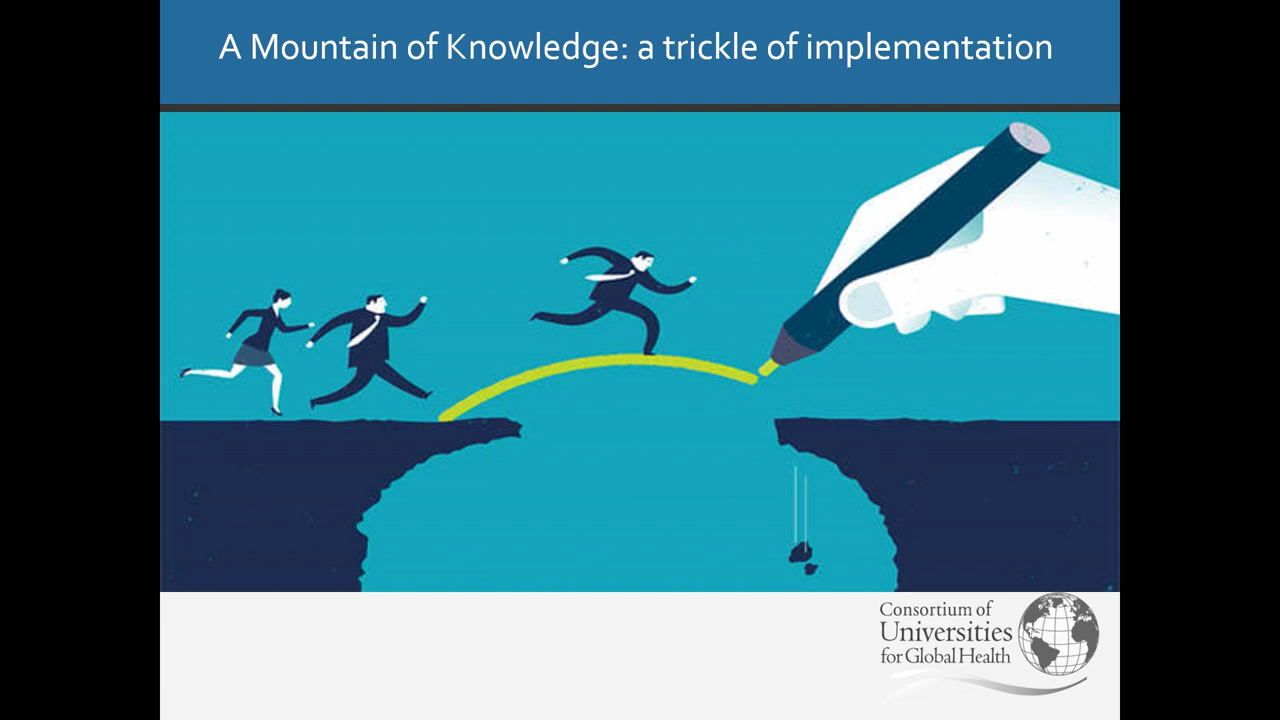 A Mountain of Knowledge: a trickle of implementation
Consortium of
Universities
for Global Health